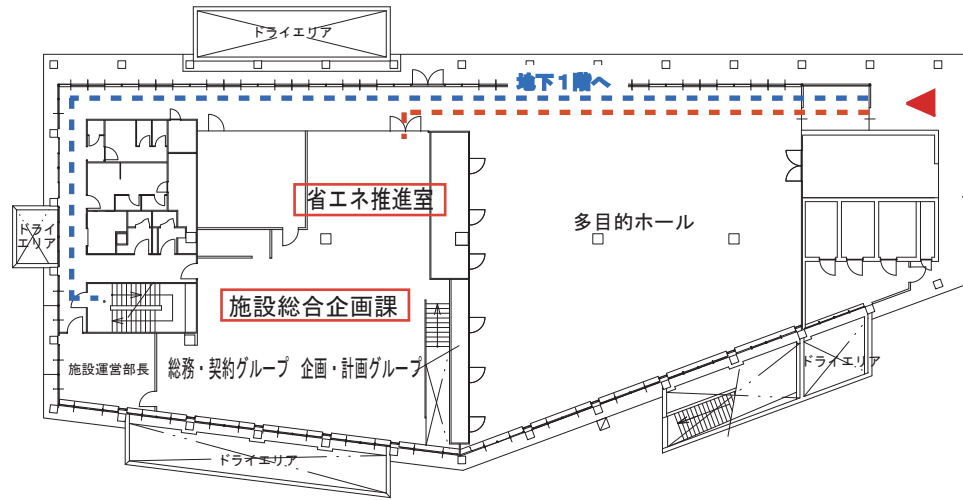 ドライエリア
地下1階へ
省エネ推進室
多目的ホール
ドライ
エリア
施設総合企画課
施設運営部長
総務・契約グループ 企画・計画グループ
ドライエリア
ドライエリア